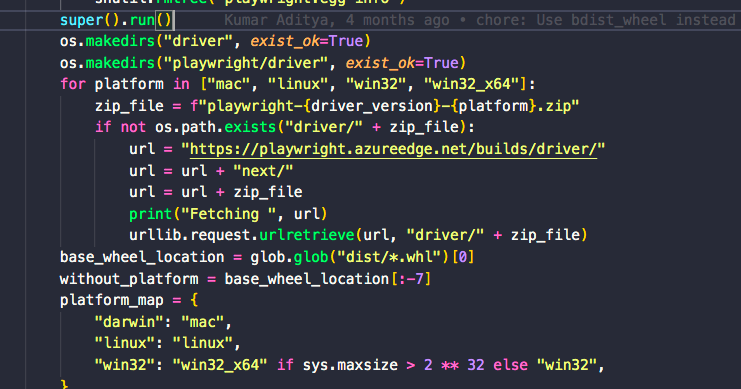 shutil.rmtree("playwright.egg-info")
super().run()    Kumar Aditya, 4 months ago • chore: Use bdist_wheel instead
os.makedirs("driver", exist_ok=True)
os.makedirs("playwright/driver", exist_ok=True)
for platform in ["mac", "linux", "win32", "win32_x64"]:
    zip_file = f"playwright-{driver_version}-{platform}.zip"
    if not os.path.exists("driver/" + zip_file):
        url = "https://playwright.azureedge.net/builds/driver/"
        url = url + "next/"
        url = url + zip_file
        print("Fetching ", url)
        urllib.request.urlretrieve(url, "driver/" + zip_file)
base_wheel_location = glob.glob("dist/*.whl")[0]
without_platform = base_wheel_location[:-7]
platform_map = {
    "darwin": "mac",
    "linux": "linux",
    "win32": "win32_x64" if sys.maxsize > 2 ** 32 else "win32",
}